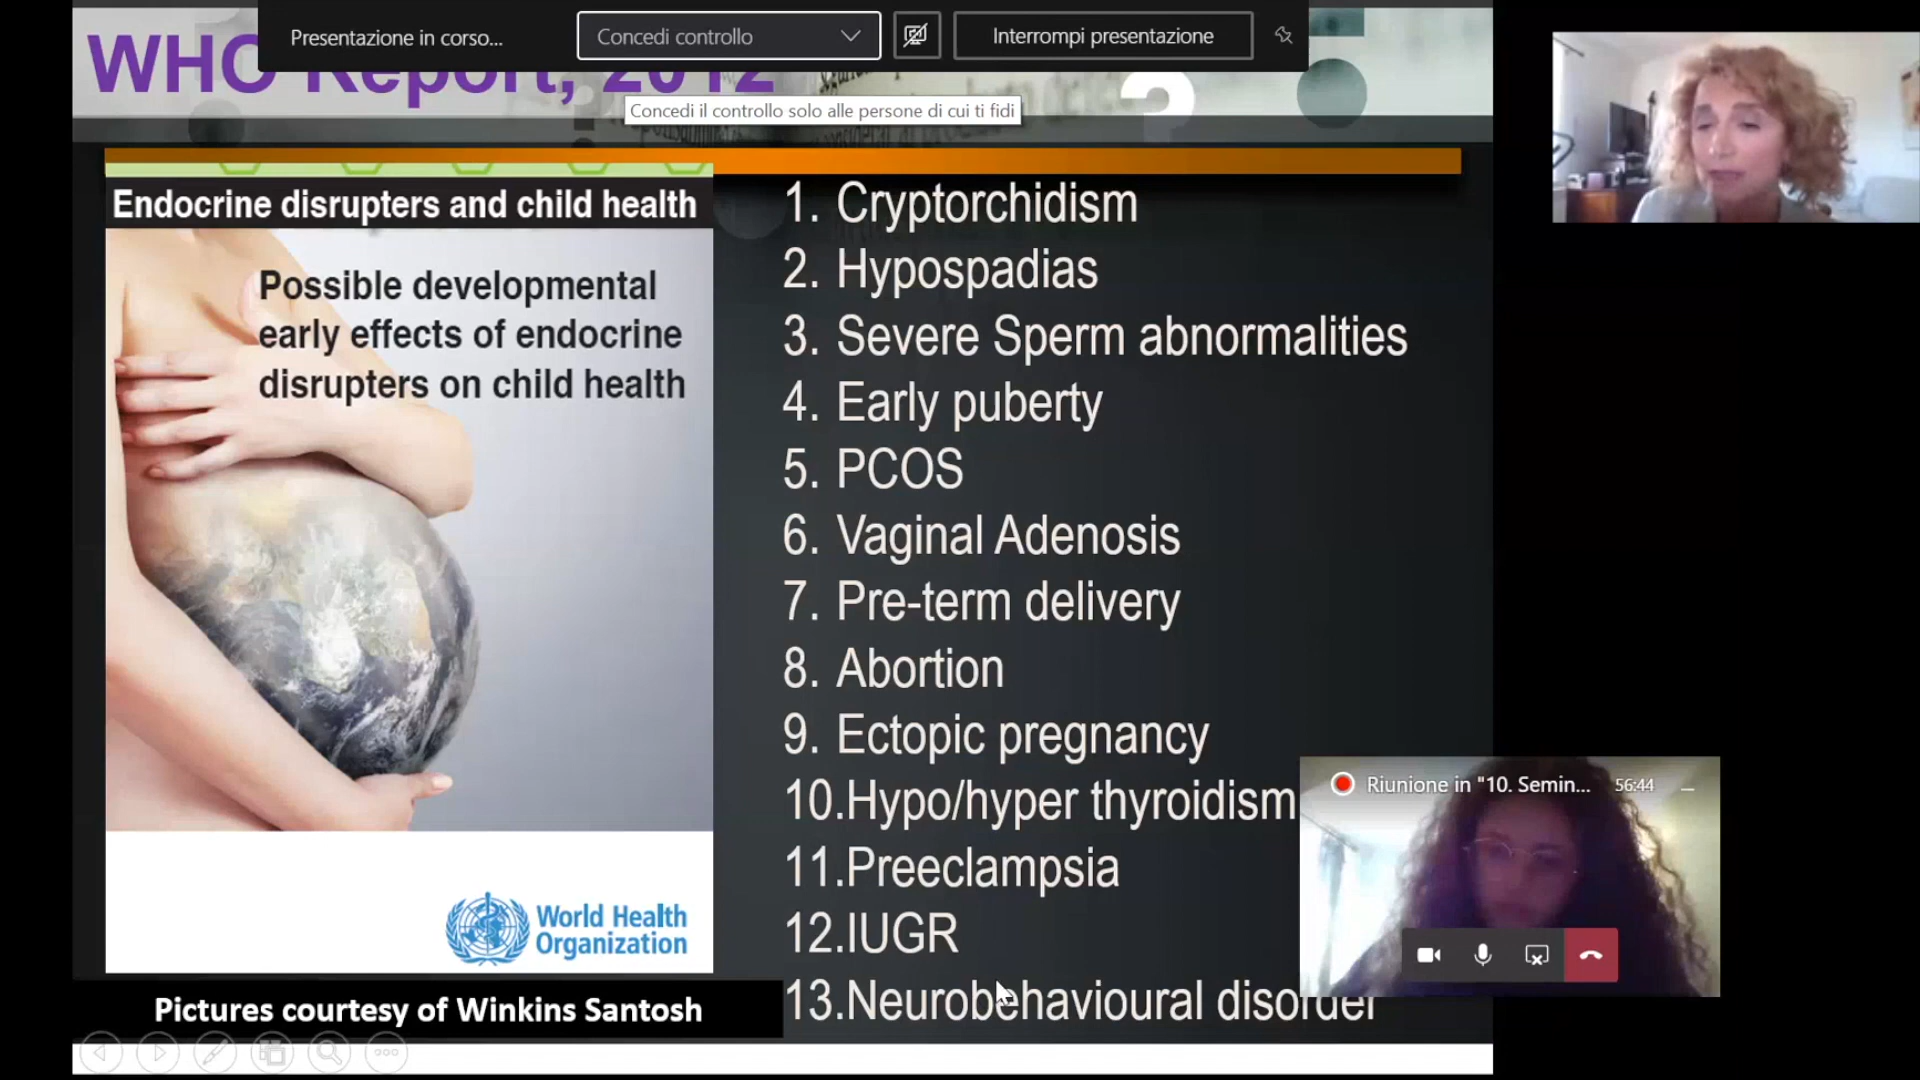 Presentazione in corso...
Concedi controllo
Interrompi presentazione
WHO Report, 2012
Concedi il controllo solo alle persone di cui ti fidi
Endocrine disrupters and child health
Possible developmental
early effects of endocrine
disrupters on child health
World Health
Organization
Pictures courtesy of Winkins Santosh
1. Cryptorchidism
2. Hypospadias
3. Severe Sperm abnormalities
4. Early puberty
5. PCOS
6. Vaginal Adenosis
7. Pre-term delivery
8. Abortion
9. Ectopic pregnancy
10.Hypo/hyper thyroidism
11.Preeclampsia
12.IUGR
13.Neurobehavioural disorder
Riunione in "10. Semin... 56:44